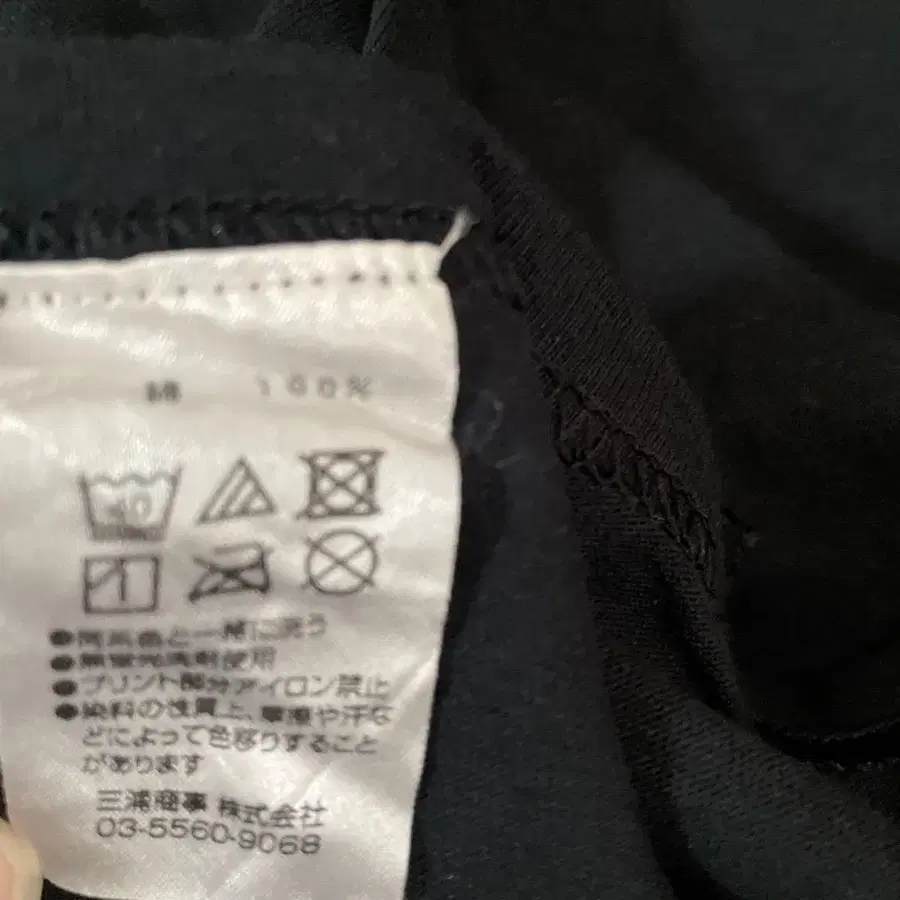 綿 100%
40
●同系色と一緒に洗う
●無蛍光洗剤使用
●プリント部分アイロン禁止
●染料の性質上、摩擦や汗な
どによって色移りすること
があります
三浦商事 株式会社
03-5560-9068